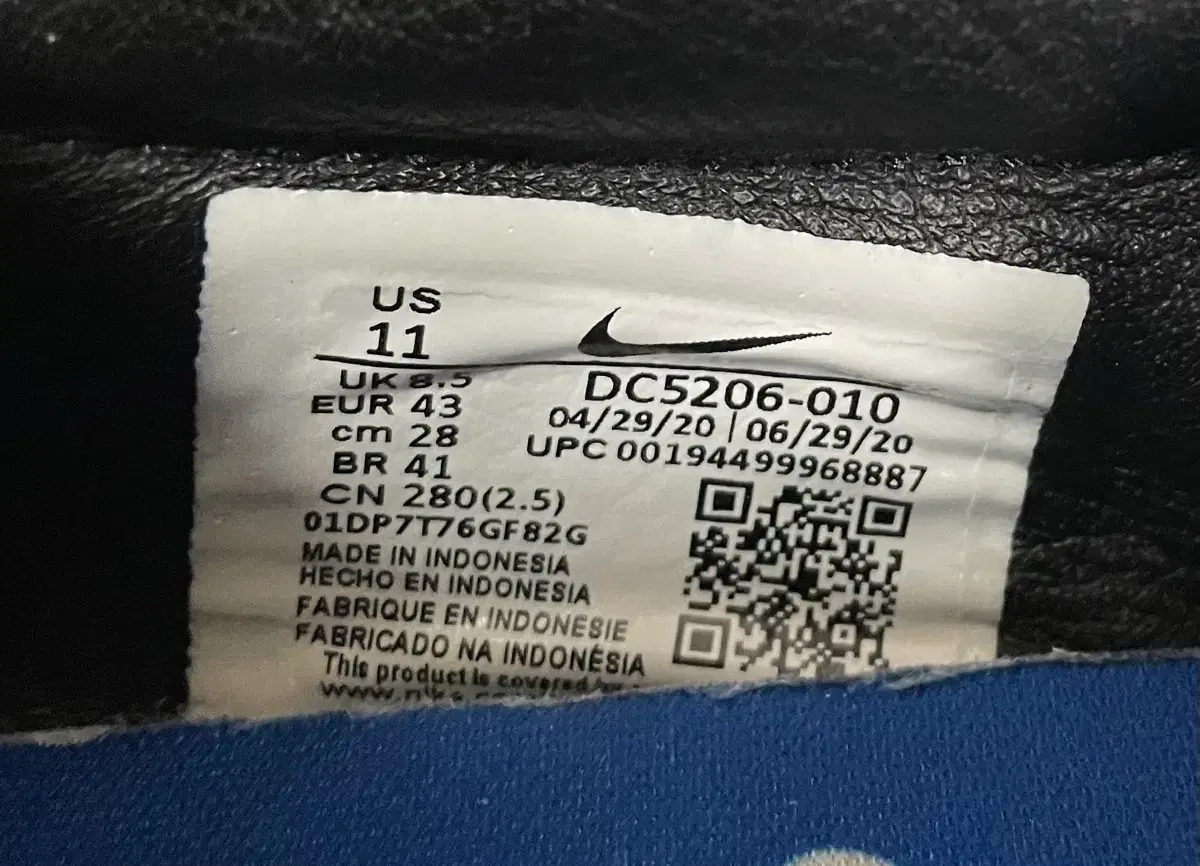 US
11
UK 8.5
EUR 43
cm 28
BR 41
CN 280(2.5)
01DP7T76GF82G
MADE IN INDONESIA
HECHO EN INDONESIA
FABRIQUE EN INDONESIE
FABRICADO NA INDONÉSIA
This product is covered
DC5206-010
04/29/20 | 06/29/20
UPC 00194499968887